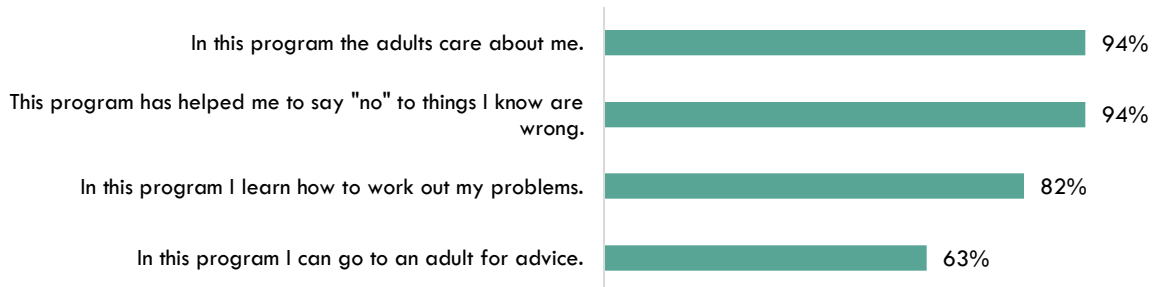 In this program the adults care about me.
94%
This program has helped me to say "no" to things I know are
wrong.
94%
In this program I learn how to work out my problems.
82%
In this program I can go to an adult for advice.
63%